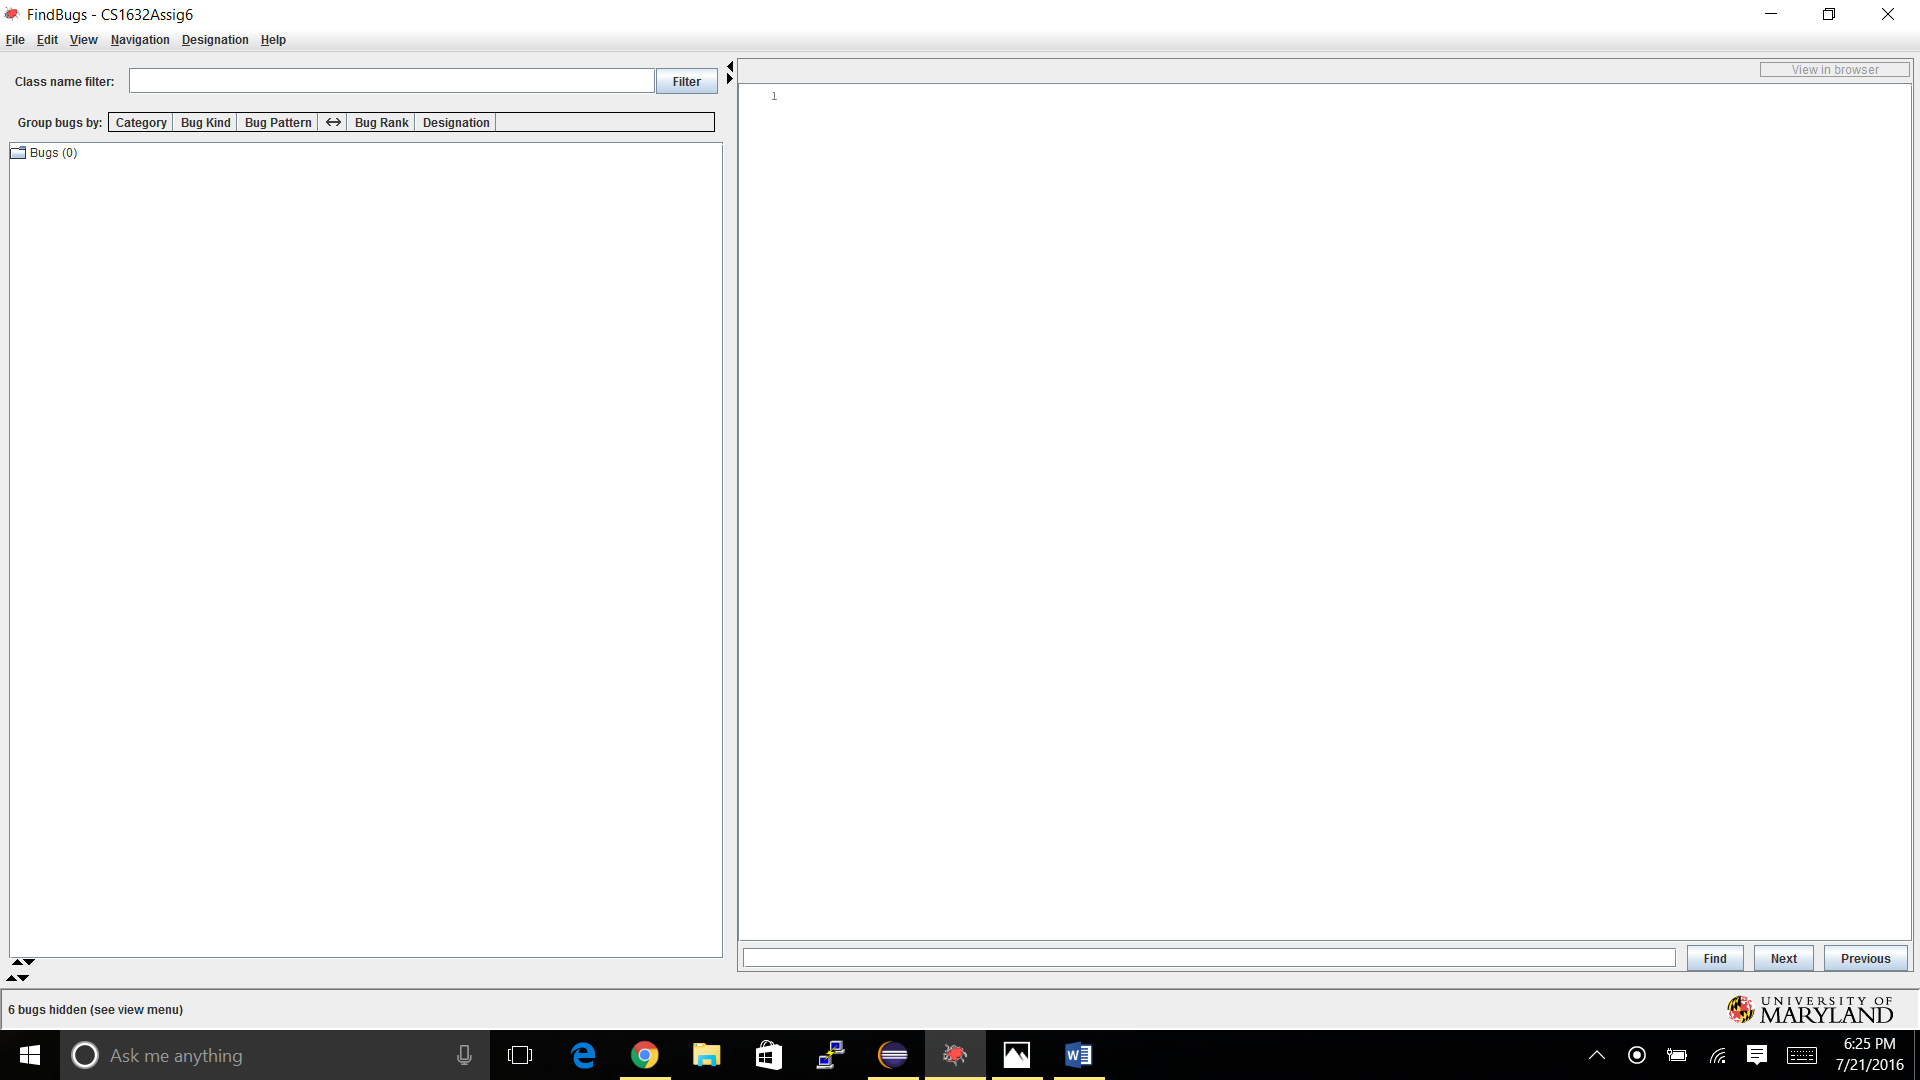 FindBugs - CS1632Assig6
File Edit View Navigation Designation Help
Class name filter: Filter
View in browser
1
Group bugs by: Category Bug Kind Bug Pattern Bug Rank Designation
Bugs (0)
Find Next Previous
6 bugs hidden (see view menu)
UNIVERSITY OF
MARYLAND
Ask me anything
6:25 PM
7/21/2016